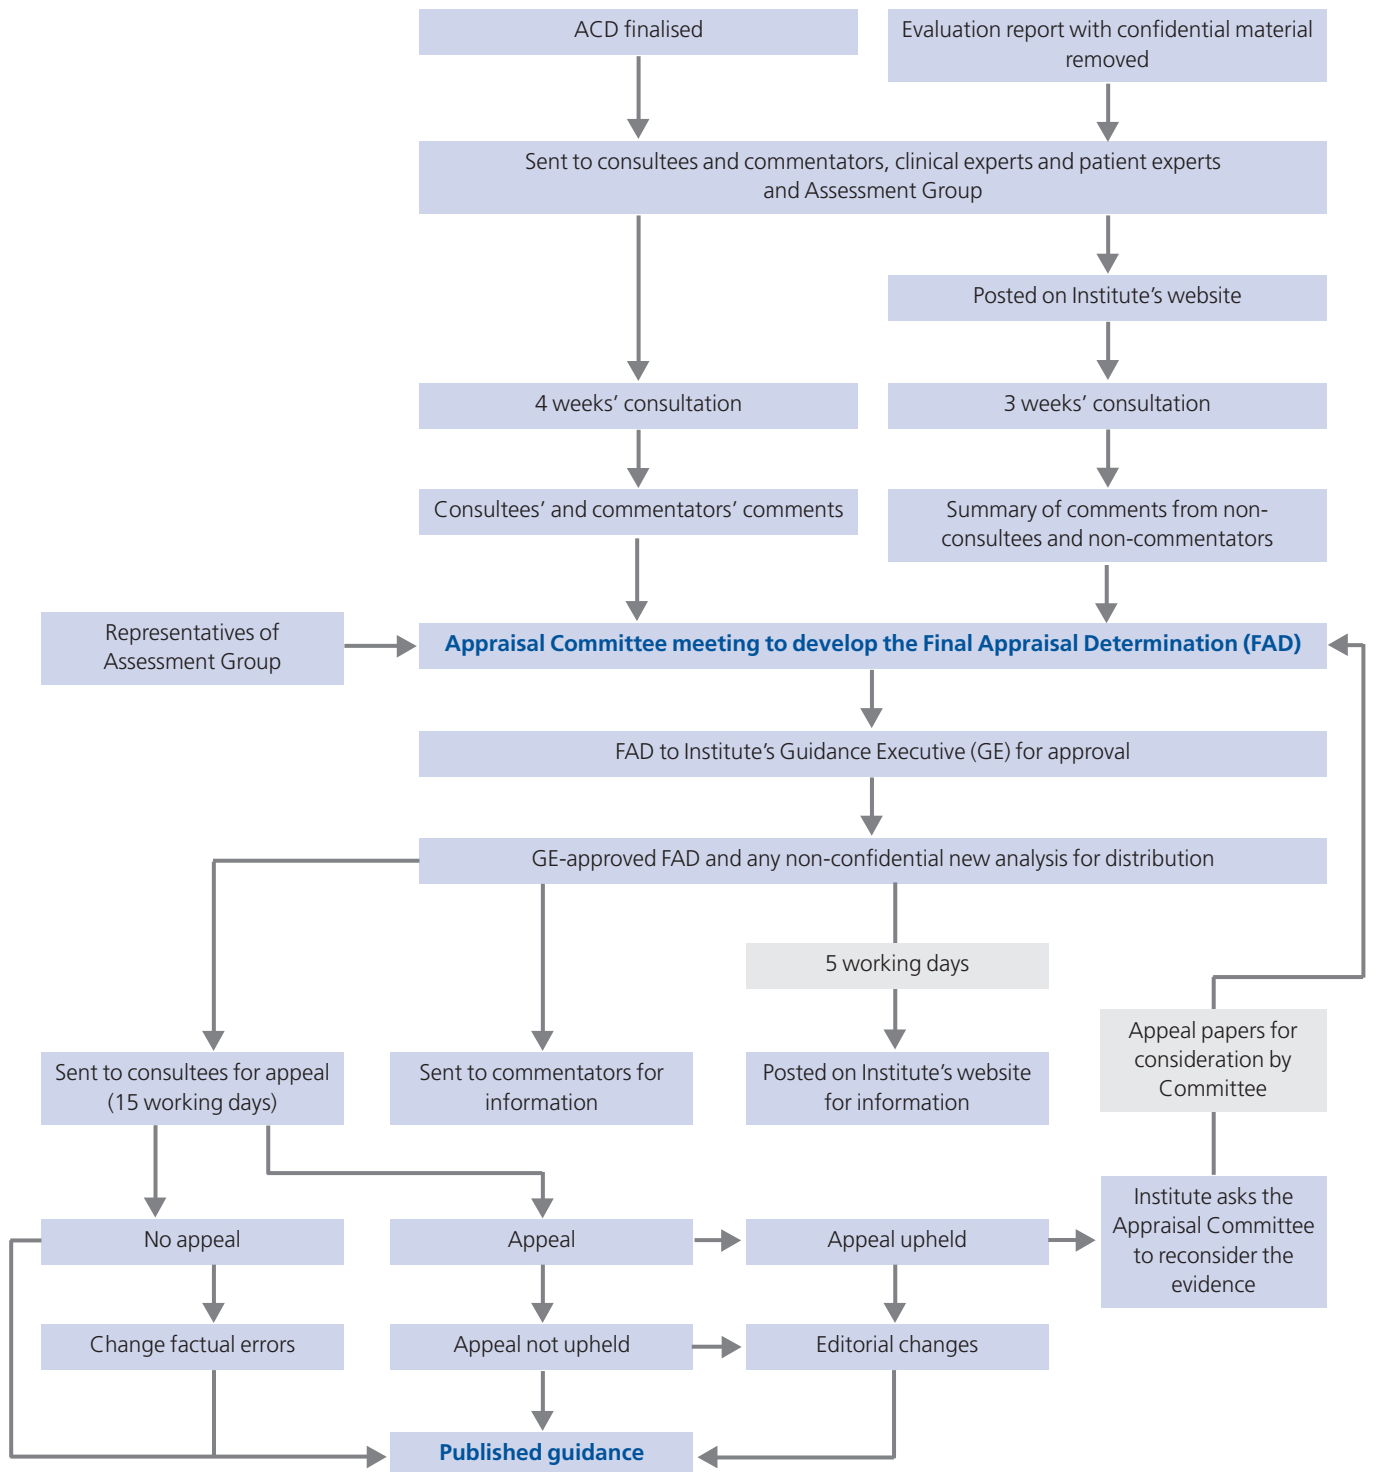 ACD finalised
Evaluation report with confidential material
removed
Sent to consultees and commentators, clinical experts and patient experts
and Assessment Group
Posted on Institute’s website
4 weeks’ consultation
3 weeks’ consultation
Consultees’ and commentators’ comments
Summary of comments from non-
consultees and non-commentators
Representatives of
Assessment Group
Appraisal Committee meeting to develop the Final Appraisal Determination (FAD)
FAD to Institute’s Guidance Executive (GE) for approval
GE-approved FAD and any non-confidential new analysis for distribution
5 working days
Appeal papers for
consideration by
Committee
Sent to consultees for appeal
(15 working days)
Sent to commentators for
information
Posted on Institute’s website
for information
Institute asks the
Appraisal Committee
to reconsider the
evidence
No appeal
Appeal
Appeal upheld
Change factual errors
Appeal not upheld
Editorial changes
Published guidance